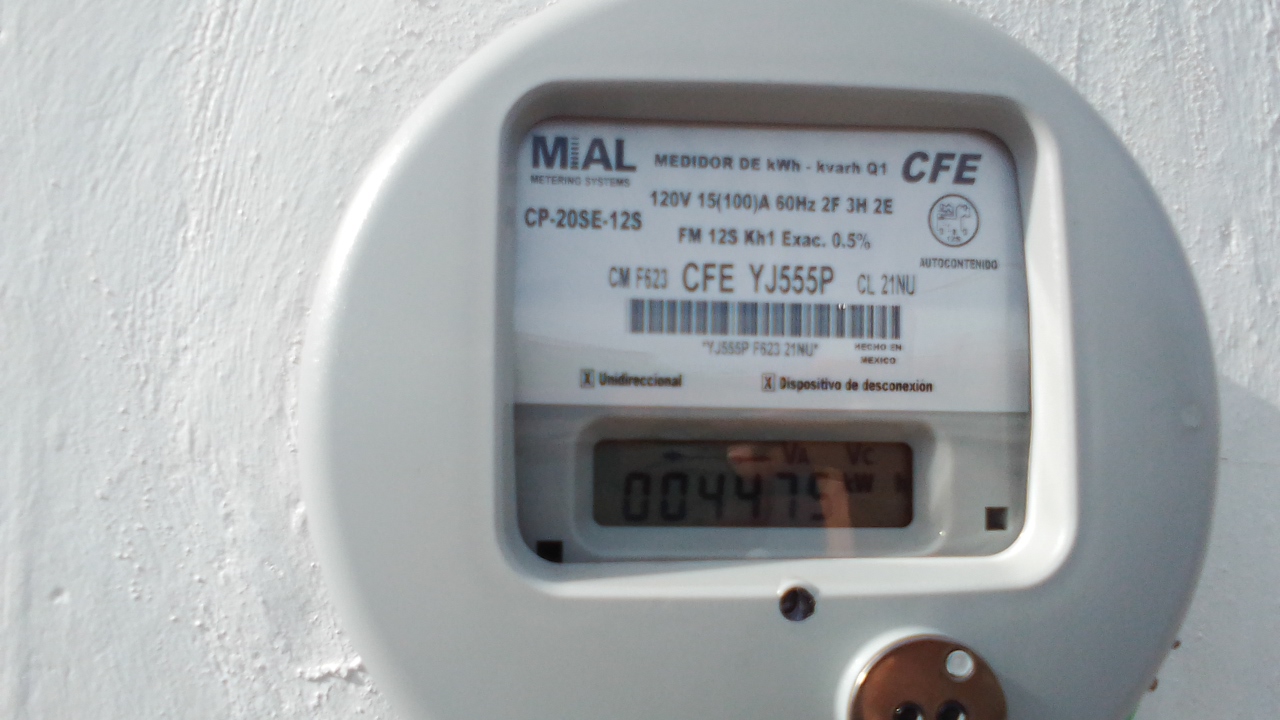 MiAL
METERING SYSTEMS
MEDIDOR DE kWh - kvarh Q1
CFE
120V 15(100)A 60Hz 2F 3H 2E
CP-20SE-12S
FM 12S Kh1 Exac. 0.5%
AUTOCONTENIDO
CM F623 CFE YJ555P CL 21NU
"YJ555P F623 21NU"
HECHO EN
MEXICO
X Unidireccional
X Dispositivo de desconexión
VA VC
004475 kW